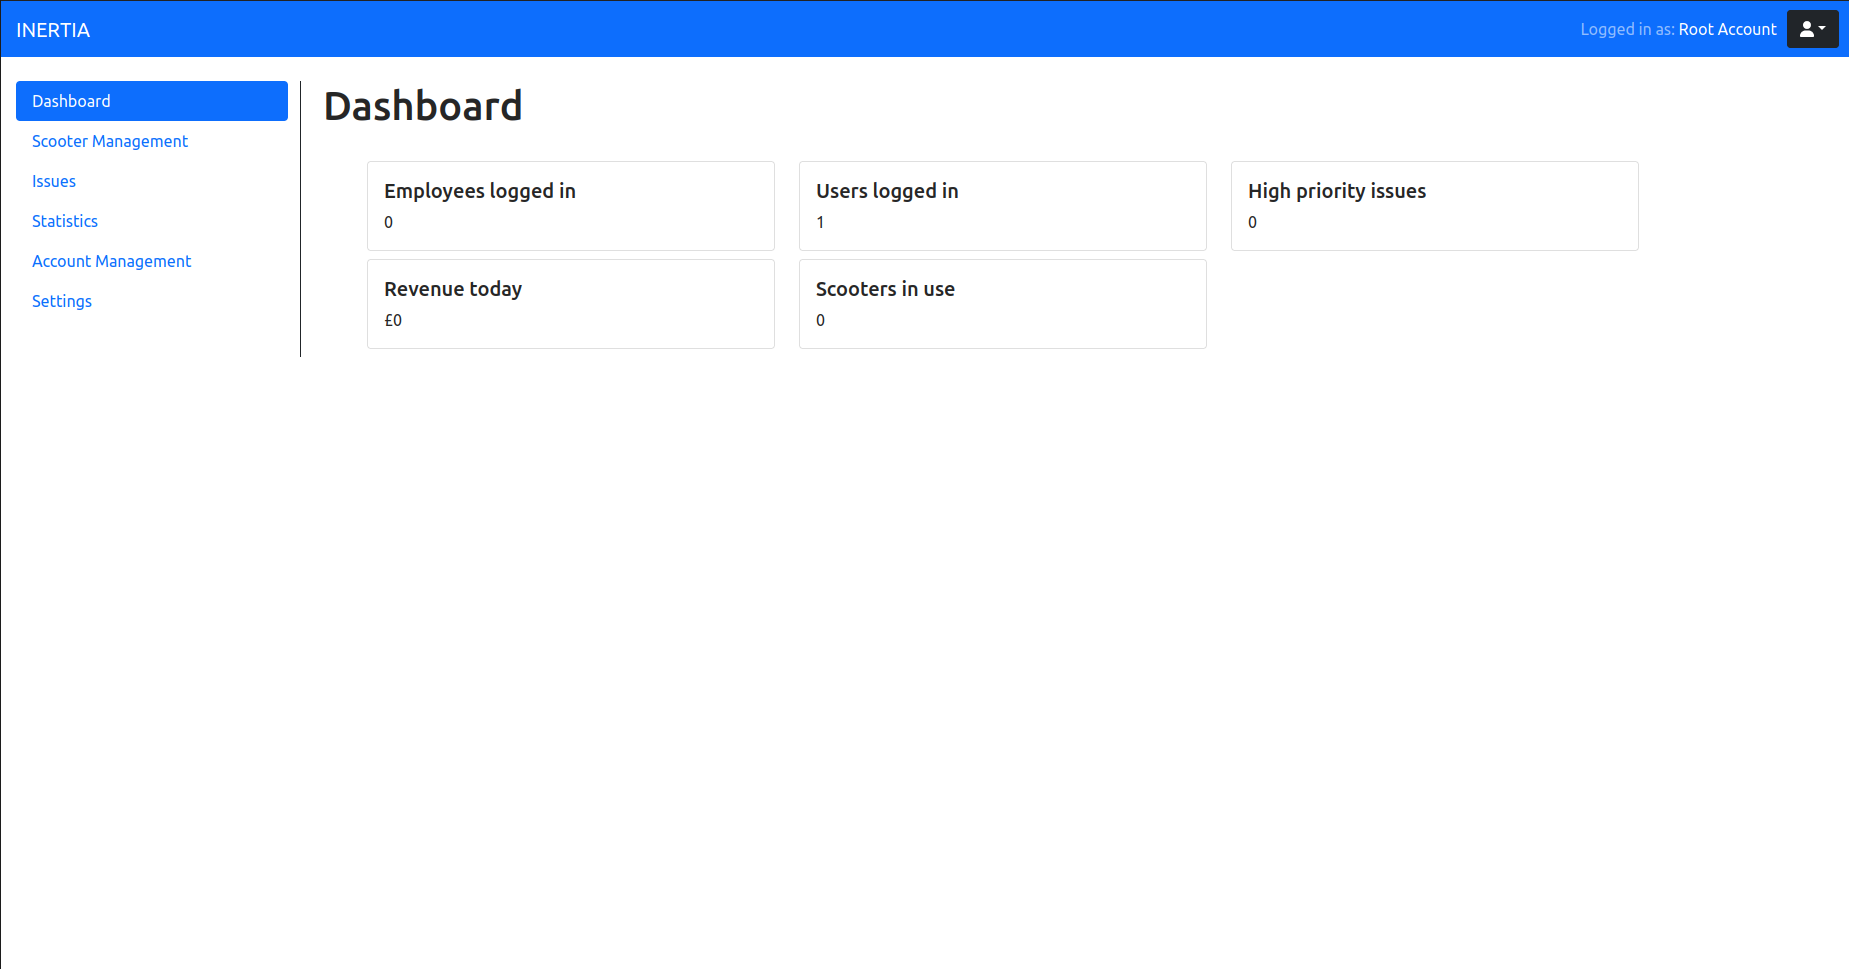 INERTIA
Logged in as: Root Account
Dashboard
Scooter Management
Issues
Statistics
Account Management
Settings
Dashboard
Employees logged in
0
Users logged in
1
High priority issues
0
Revenue today
£0
Scooters in use
0